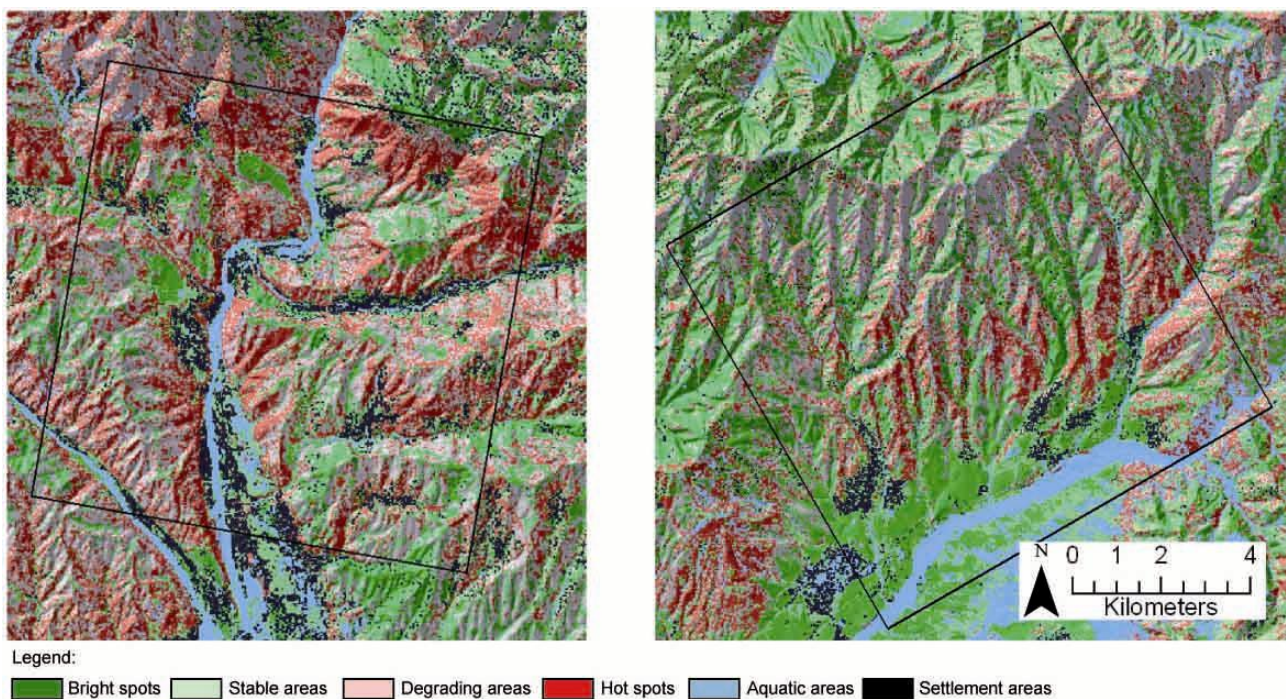 N 0 1 2 4
Kilometers
Legend:
Bright spots Stable areas Degrading areas Hot spots Aquatic areas Settlement areas